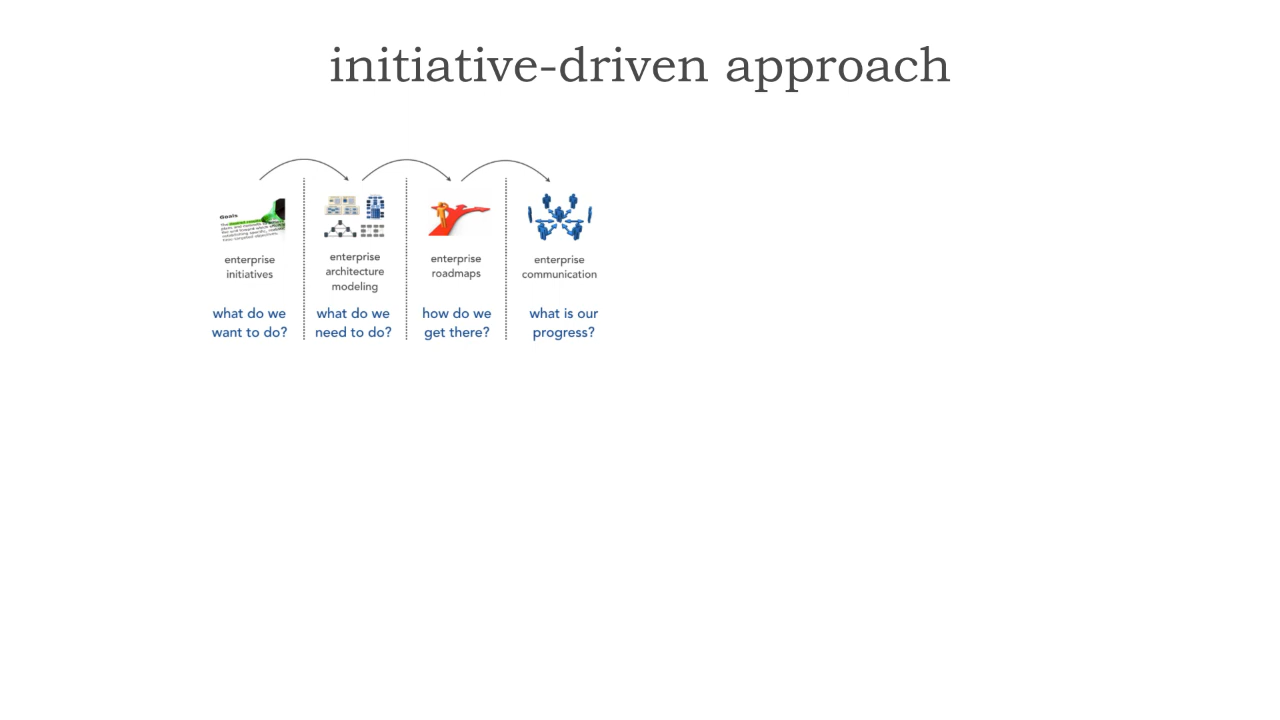 initiative-driven approach
Goals
enterprise
initiatives
what do we
want to do?
enterprise
architecture
modeling
what do we
need to do?
enterprise
roadmaps
how do we
get there?
enterprise
communication
what is our
progress?